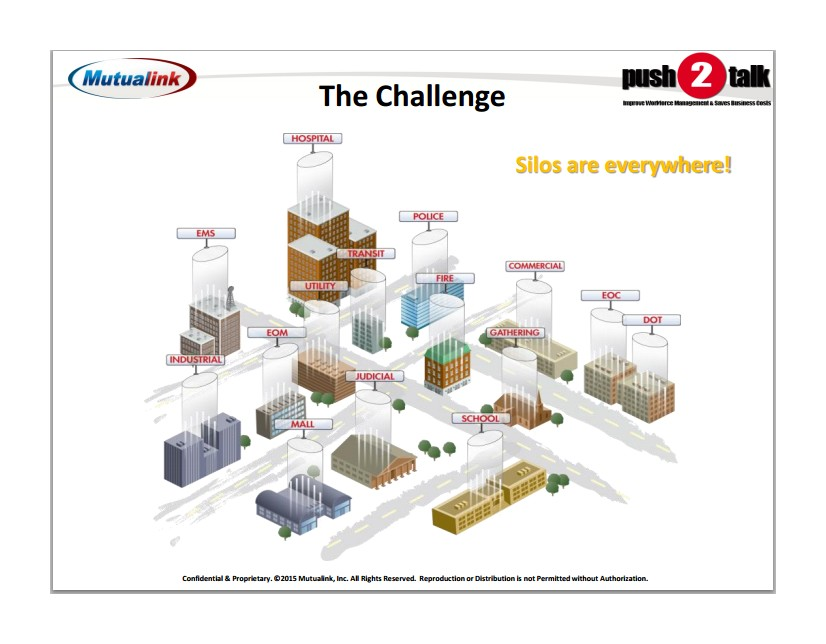 Mutualink
push 2 talk
Improve WorkForce Management & Saves Business Costs
The Challenge
Silos are everywhere!
HOSPITAL
POLICE
EMS
TRANSIT
COMMERCIAL
FIRE
UTILITY
EOC
DOT
EOM
GATHERING
INDUSTRIAL
JUDICIAL
SCHOOL
MALL
Confidential & Proprietary. ©2015 Mutualink, Inc. All Rights Reserved. Reproduction or Distribution is not Permitted without Authorization.